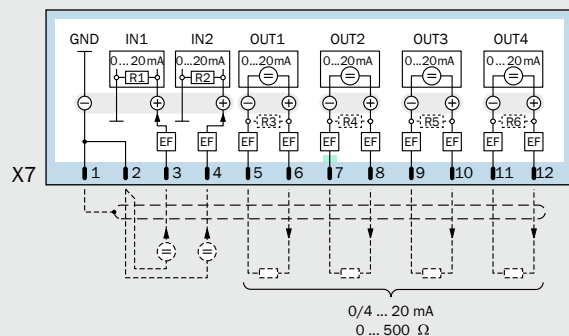 GND IN1 IN2 OUT1 OUT2 OUT3 OUT4
0...20mA 0...20mA 0...20mA 0...20mA 0...20mA 0...20mA
R1 R2
R3 R4 R5 R6
EF EF EF EF EF EF EF EF EF EF
X7 1 2 3 4 5 6 7 8 9 10 11 12
0/4 ... 20 mA
0 ... 500 Ω